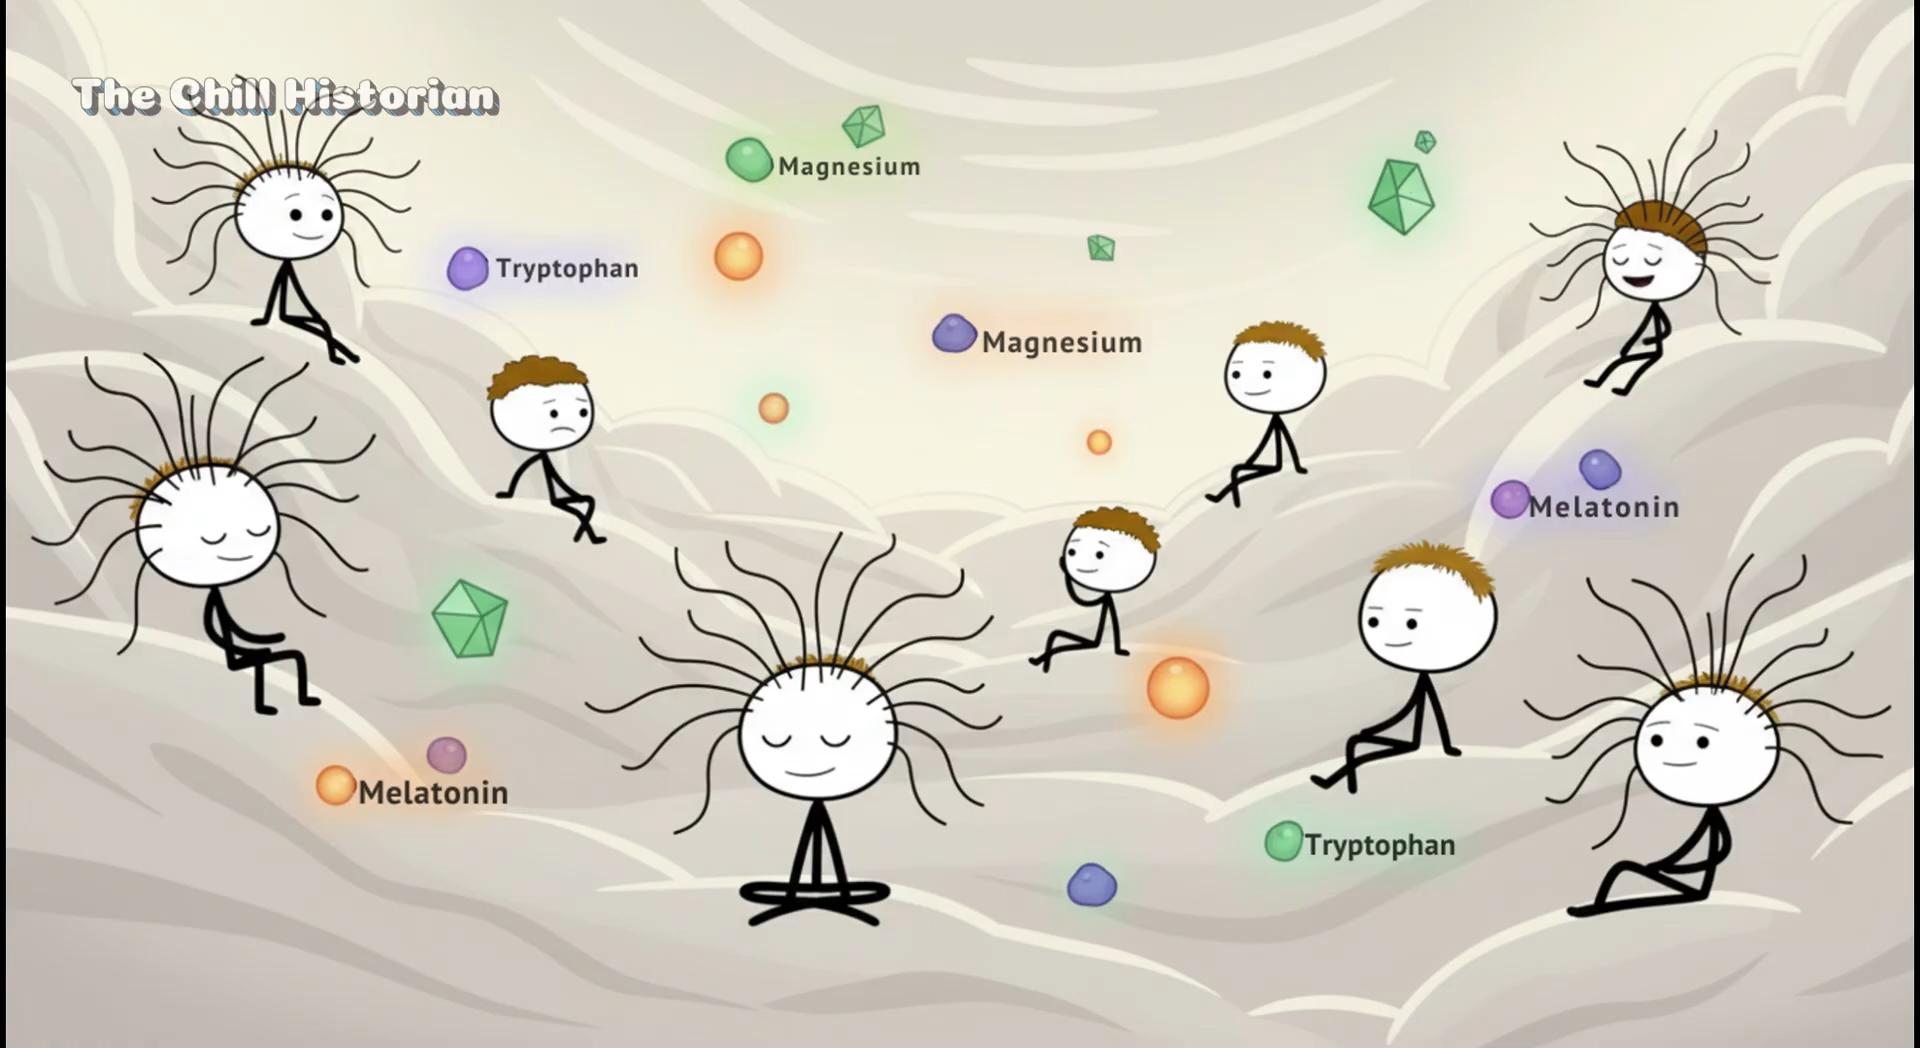 The Chill Historian
Magnesium
Tryptophan
Magnesium
Melatonin
Melatonin
Tryptophan